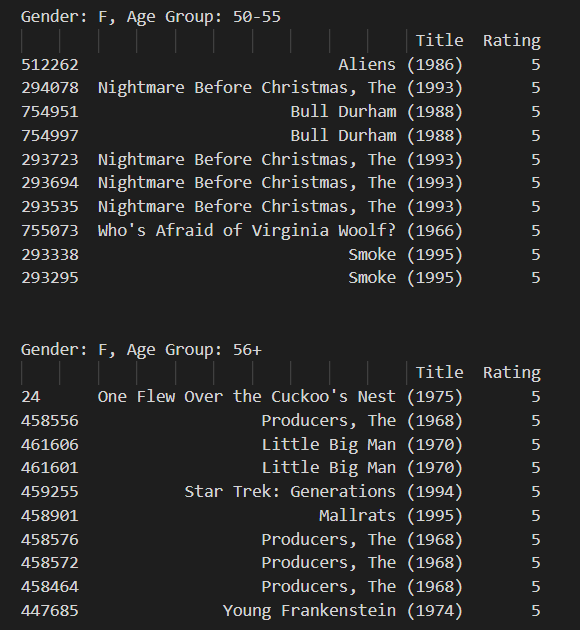 Gender: F, Age Group: 50-55
Title Rating
512262 Aliens (1986) 5
294078 Nightmare Before Christmas, The (1993) 5
754951 Bull Durham (1988) 5
754997 Bull Durham (1988) 5
293723 Nightmare Before Christmas, The (1993) 5
293694 Nightmare Before Christmas, The (1993) 5
293535 Nightmare Before Christmas, The (1993) 5
755073 Who's Afraid of Virginia Woolf? (1966) 5
293338 Smoke (1995) 5
293295 Smoke (1995) 5
Gender: F, Age Group: 56+
Title Rating
24 One Flew Over the Cuckoo's Nest (1975) 5
458556 Producers, The (1968) 5
461606 Little Big Man (1970) 5
461601 Little Big Man (1970) 5
459255 Star Trek: Generations (1994) 5
458901 Mallrats (1995) 5
458576 Producers, The (1968) 5
458572 Producers, The (1968) 5
458464 Producers, The (1968) 5
447685 Young Frankenstein (1974) 5